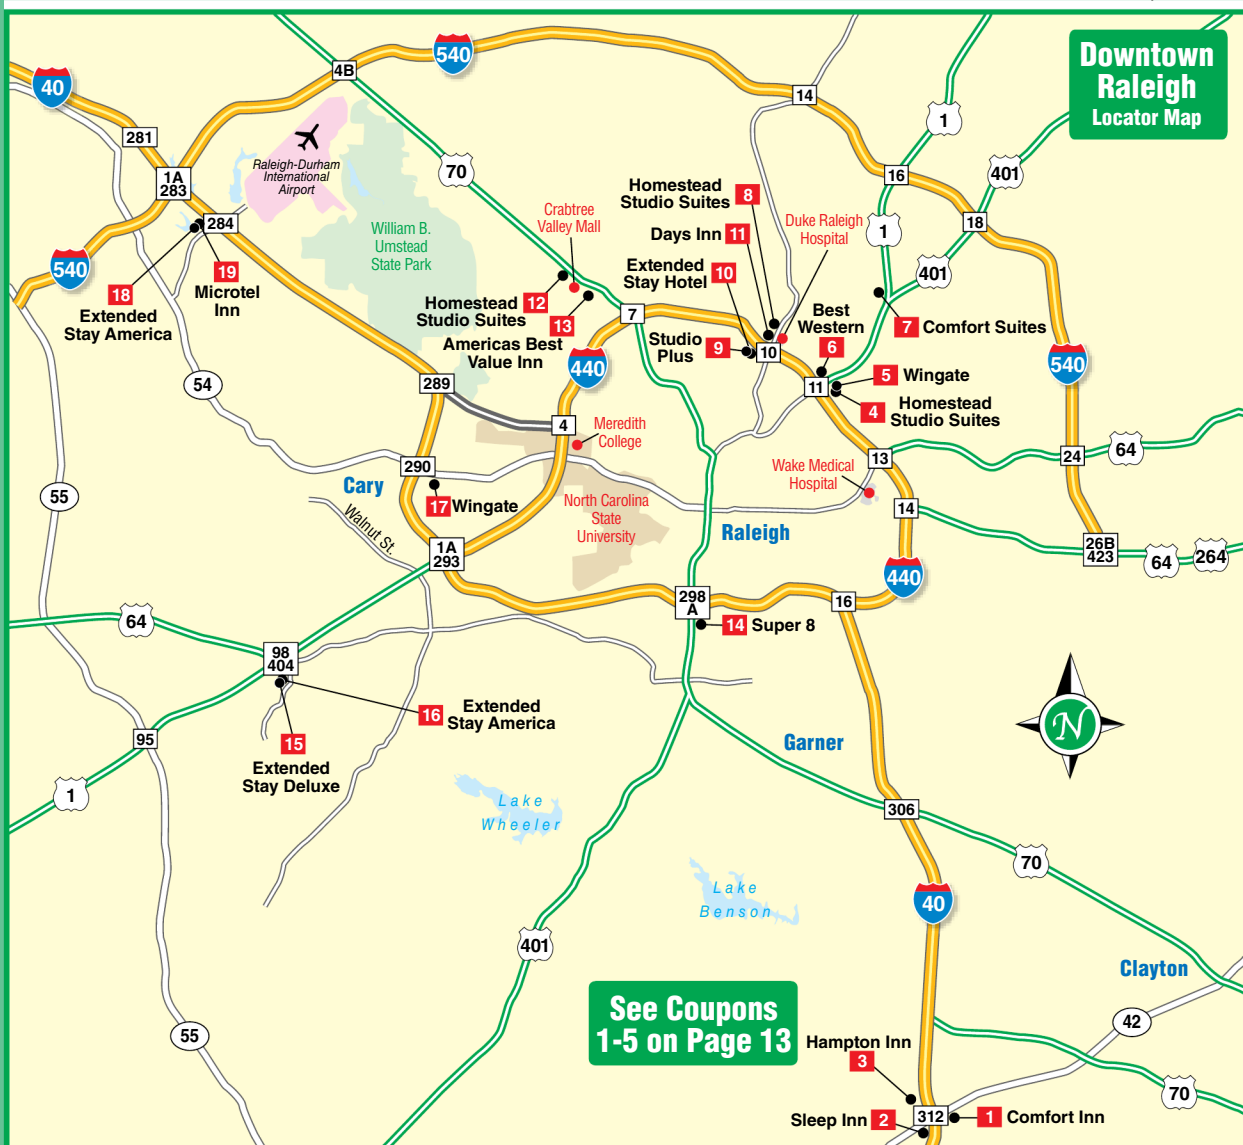 Downtown
Raleigh
Locator Map
540
40
4B
14
281
1
70
Raleigh-Durham
International
Airport
1A
283
16
401
Homestead
Studio Suites
8
Crabtree
Valley Mall
Duke Raleigh
Hospital
284
18
William B.
Umstead
State Park
Days Inn
11
1
540
19
Microtel
Inn
Extended
Stay Hotel
10
401
18
Extended
Stay America
Homestead
Studio Suites
12
13
Americas Best
Value Inn
7
Best
Western
6
7
Comfort Suites
Studio
Plus
9
10
440
540
54
289
11
5
Wingate
4
Homestead
Studio Suites
4
Meredith
College
290
13
64
24
Cary
Wake Medical
Hospital
55
17
Wingate
North Carolina
State
University
14
Walnut St.
Raleigh
1A
293
26B
423
64
264
440
298
A
16
64
14
Super 8
98
404
16
Extended
Stay America
N
95
15
Extended
Stay Deluxe
Garner
1
Lake
Wheeler
306
70
Lake
Benson
40
401
Clayton
See Coupons
1-5 on Page 13
55
42
Hampton Inn
3
70
Sleep Inn
2
312
1
Comfort Inn